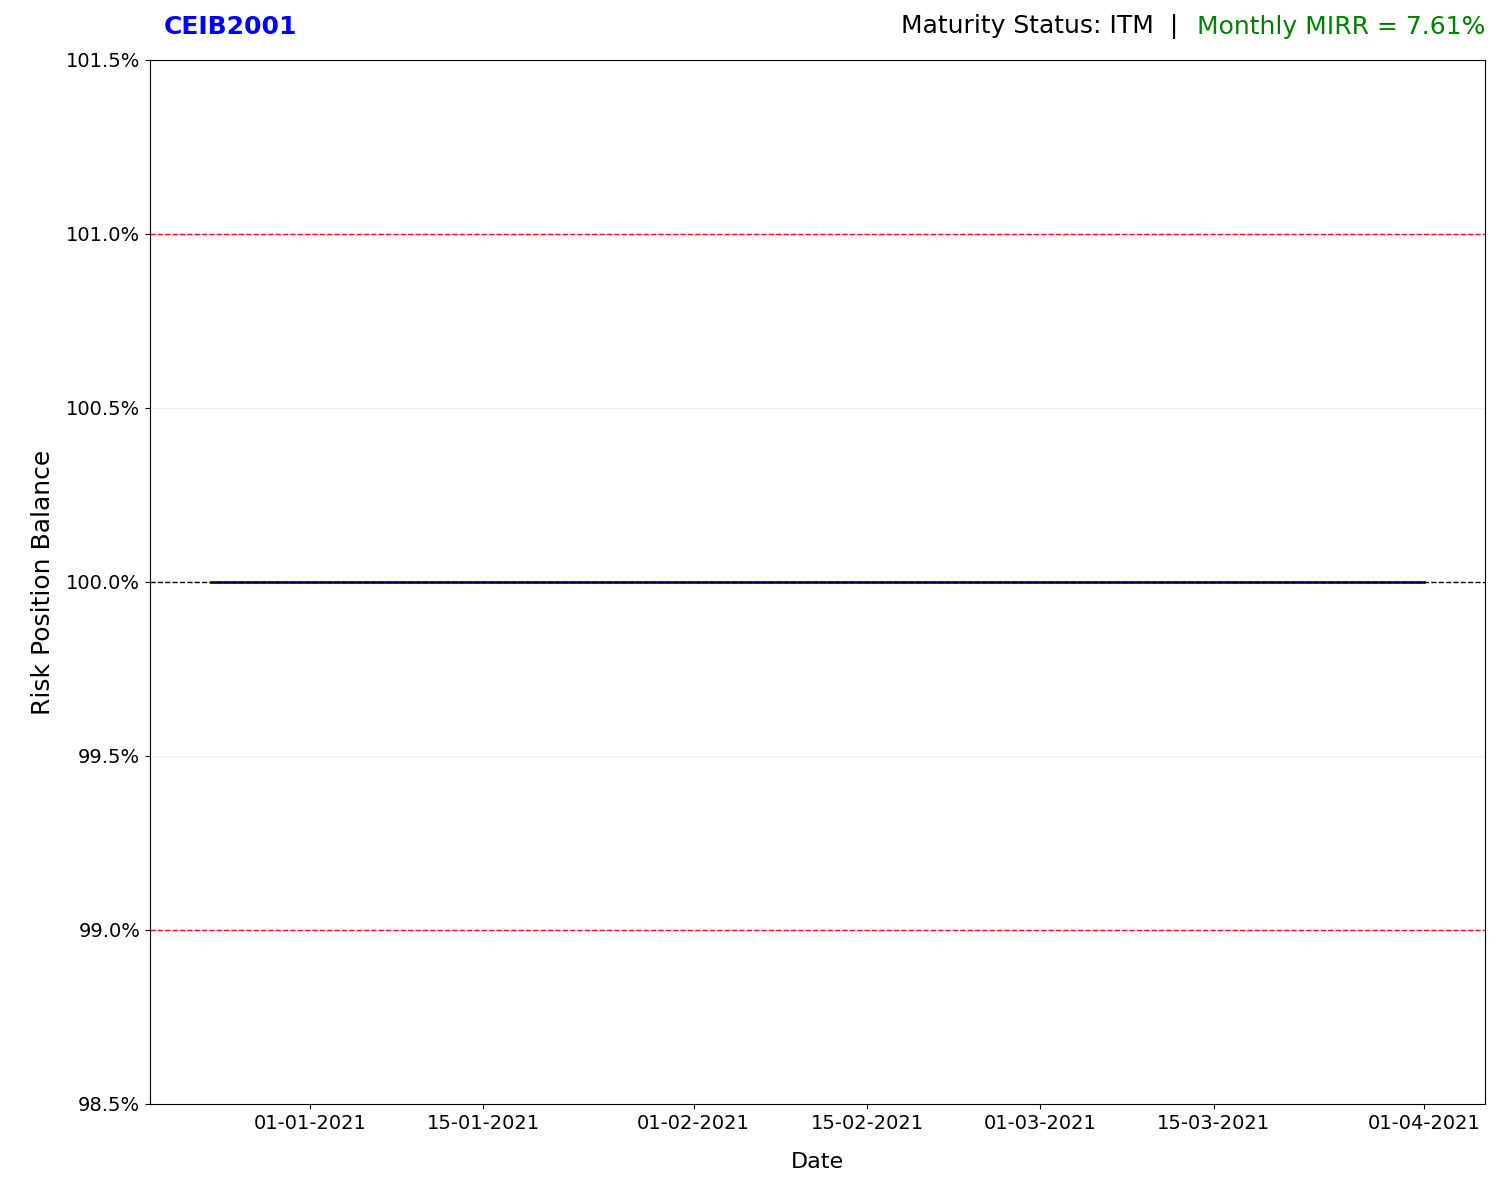 CEIB2001
Maturity Status: ITM | Monthly MIRR = 7.61%
101.5%
101.0%
100.5%
100.0%
99.5%
99.0%
98.5%
Risk Position Balance
01-01-2021 15-01-2021 01-02-2021 15-02-2021 01-03-2021 15-03-2021 01-04-2021
Date